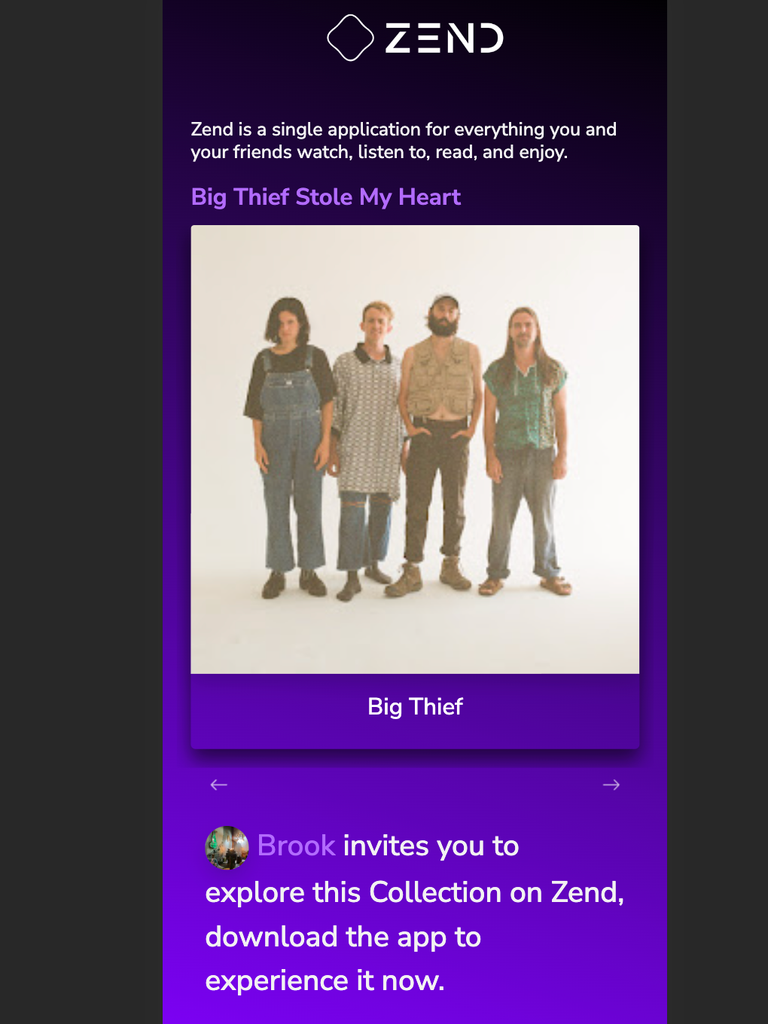 ZEND
Zend is a single application for everything you and
your friends watch, listen to, read, and enjoy.
Big Thief Stole My Heart
Big Thief
← →
Brook invites you to
explore this Collection on Zend,
download the app to
experience it now.